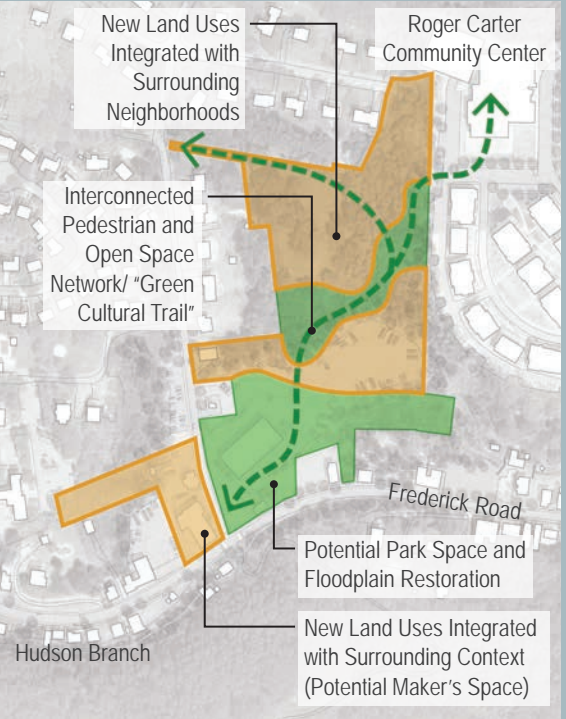 New Land Uses
Integrated with
Surrounding
Neighborhoods
Roger Carter
Community Center
Interconnected
Pedestrian and
Open Space
Network/ “Green
Cultural Trail”
Frederick Road
Potential Park Space and
Floodplain Restoration
New Land Uses Integrated
with Surrounding Context
(Potential Maker's Space)
Hudson Branch